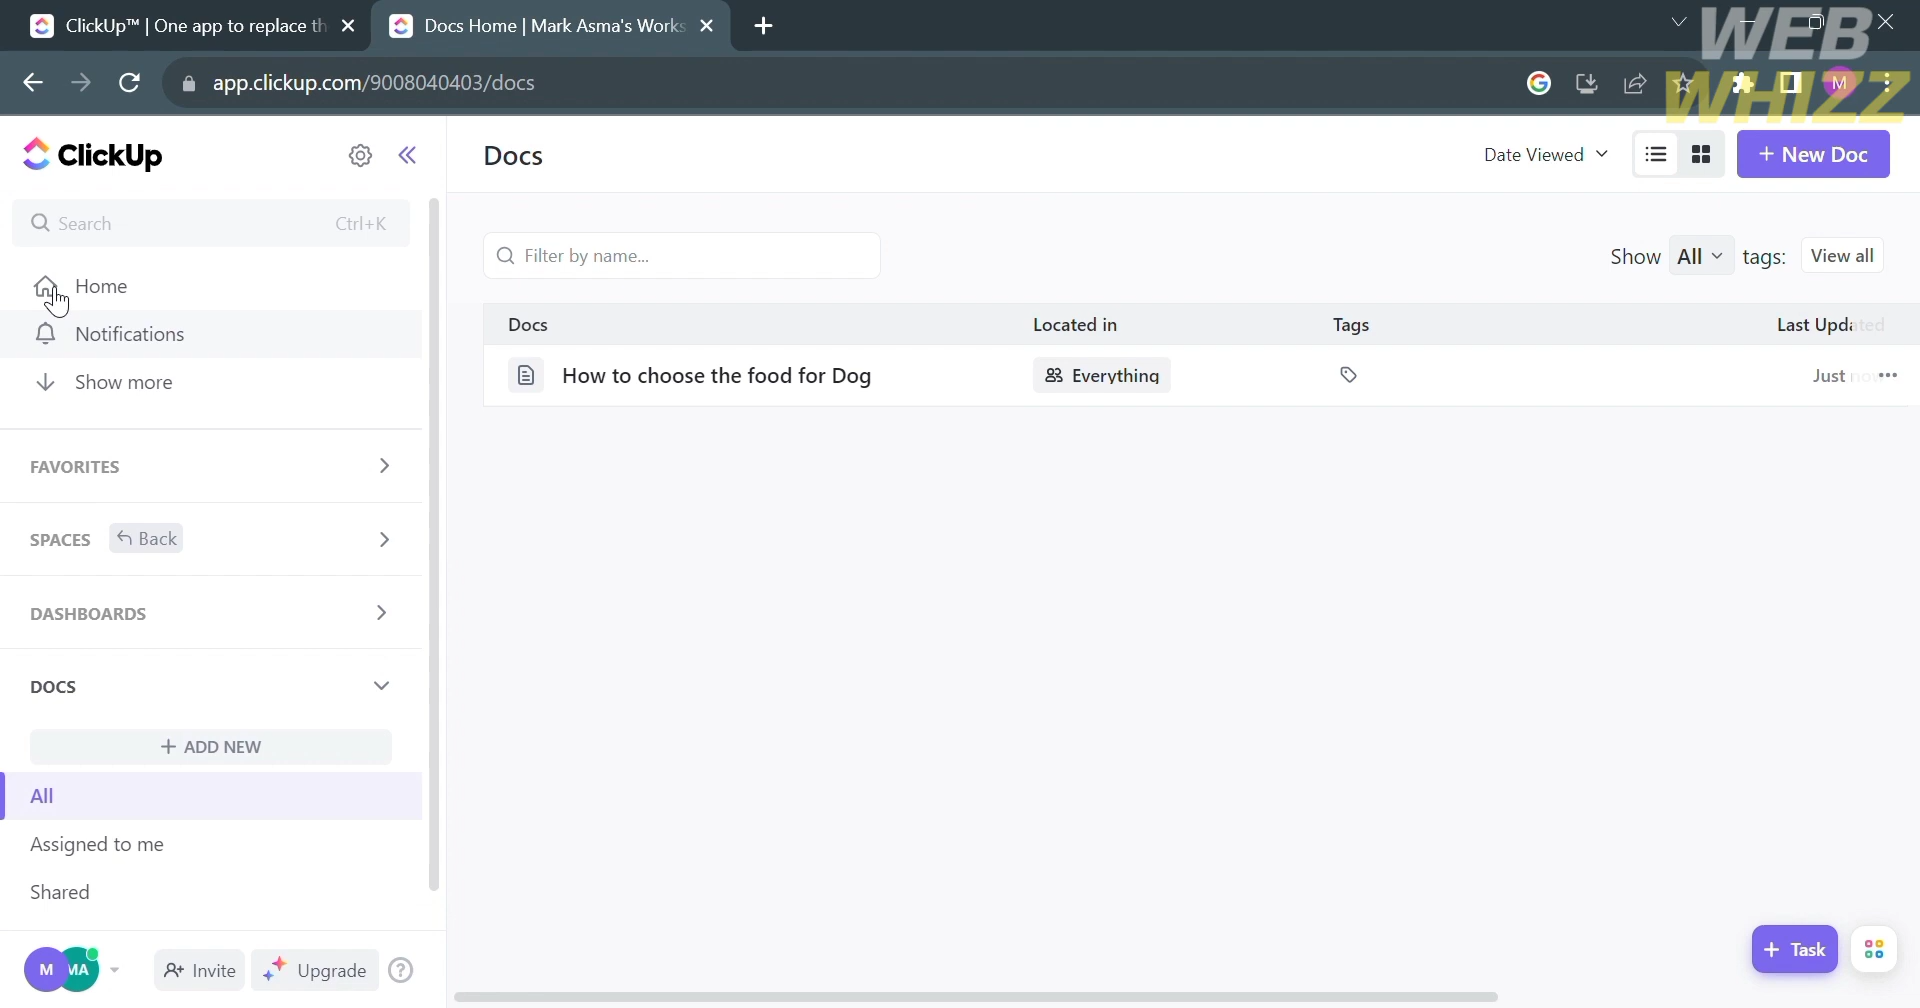 ClickUp™ | One app to replace th
Docs Home | Mark Asma's Works
WEB
WHIZZ
app.clickup.com/9008040403/docs
M
ClickUp
Docs
Date Viewed
+ New Doc
Search
Ctrl+K
Filter by name...
Show All tags: View all
Home
Notifications
Show more
Docs
Located in
Tags
Last Updated
How to choose the food for Dog
Everything
Just now
FAVORITES
SPACES
Back
DASHBOARDS
DOCS
+ ADD NEW
All
Assigned to me
Shared
M
MA
Invite
Upgrade
?
+ Task